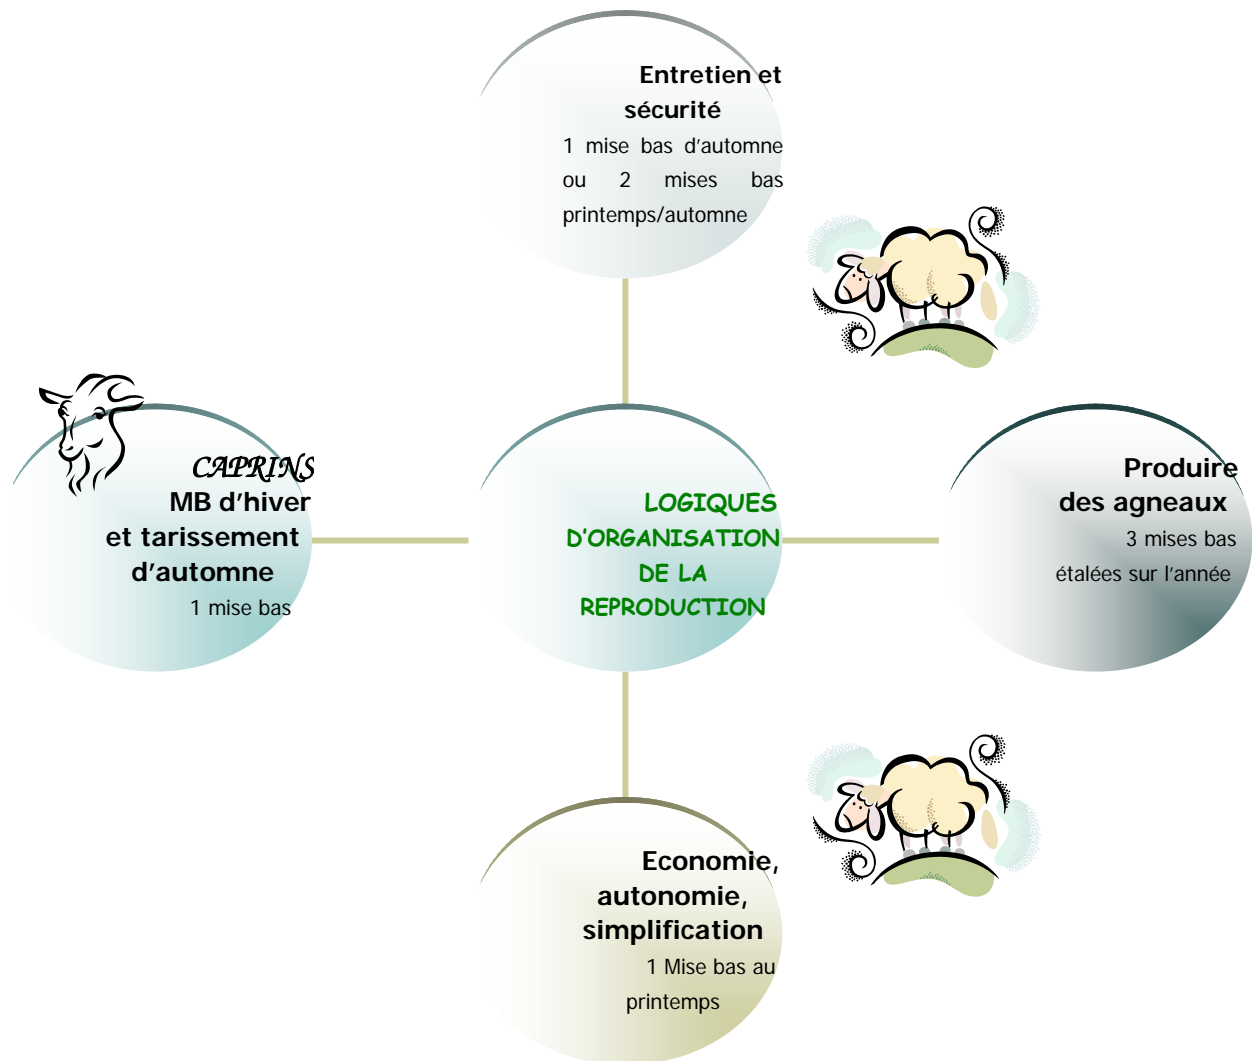 Entretien et
sécurité
1 mise bas d'automne
ou 2 mises bas
printemps/automne
CAPRINS
MB d'hiver
et tarissement
d'automne
1 mise bas
LOGIQUES
D'ORGANISATION
DE LA
REPRODUCTION
Produire
des agneaux
3 mises bas
étalées sur l'année
Economie,
autonomie,
simplification
1 Mise bas au
printemps